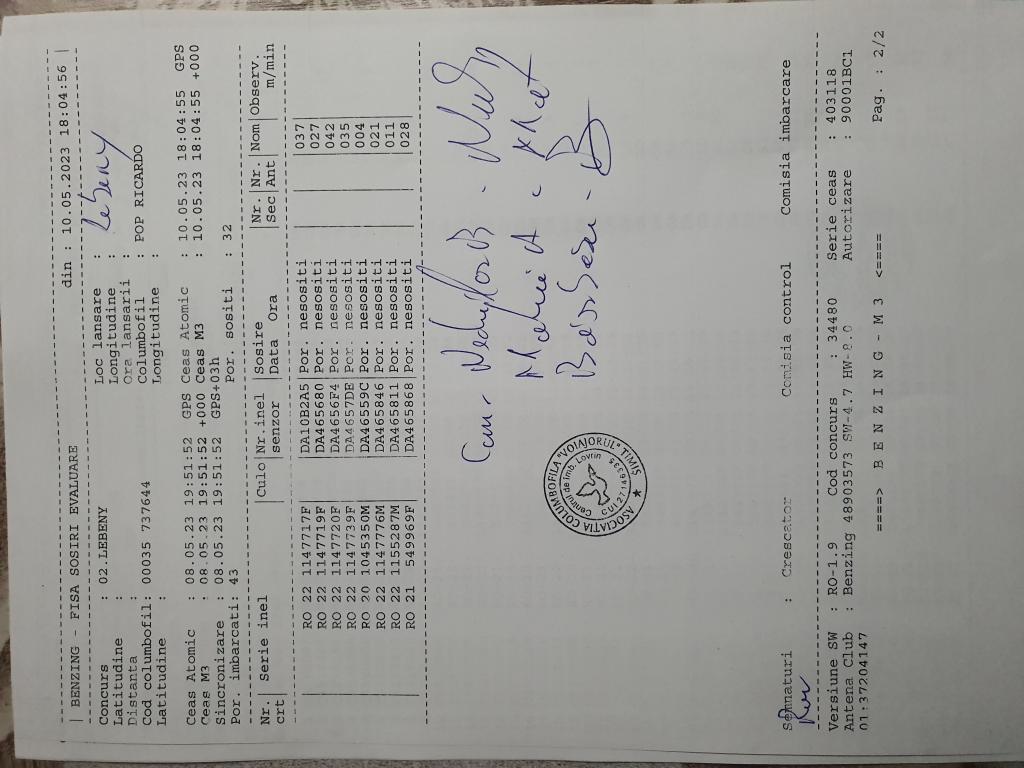 | BENZING - FISA SOSIRI EVALUARE din : 10.05.2023 18:04:56 |
Concurs : 02.LEBENY Loc lansare : Lebeny
Latitudine : Longitudine :
Distanta : Ora lansarii :
Cod columbofil: 00035 737644 Columbofil : POP RICARDO
Latitudine : Longitudine :
Ceas Atomic : 08.05.23 19:51:52 GPS Ceas Atomic : 10.05.23 18:04:55 GPS
Ceas M3 : 08.05.23 19:51:52 +000 Ceas M3 : 10.05.23 18:04:55 +000
Sincronizare : 08.05.23 19:51:52 GPS+03h
Por. imbarcati: 43 Por. sositi : 32
Nr.| Serie inel |Culo|Nr.inel |Sosire |Nr. |Nr. |Nom|Observ.
crt| | |senzor |Data Ora |Sec|Ant | | m/min
RO 22 1147717F DA10B2A5 Por. nesositi 037
RO 22 1147719F DA465680 Por. nesositi 027
RO 22 1147720F DA4656F4 Por. nesositi 042
RO 22 1147739F DA4657DE Por. nesositi 035
RO 20 1045350M DA46559C Por. nesositi 004
RO 22 1147776M DA465846 Por. nesositi 021
RO 22 1155287M DA465811 Por. nesositi 011
RO 21 549969F DA465868 Por. nesositi 028
ASOCIATIA COLUMBOFILA "VOIAJORUL" TIMIS
Centrul de imb. Lovrin
Semnaturi : Crescator Comisia control Comisia imbarcare
Versiune SW : RO-1.9 Cod concurs : 34480 Serie ceas : 403118
Antena Club : Benzing 48903573 SW-4.7 HW-2.0 Autorizare : 90001BC1
01:37204147
====> B E N Z I N G - M 3 <==== Pag. : 2/2